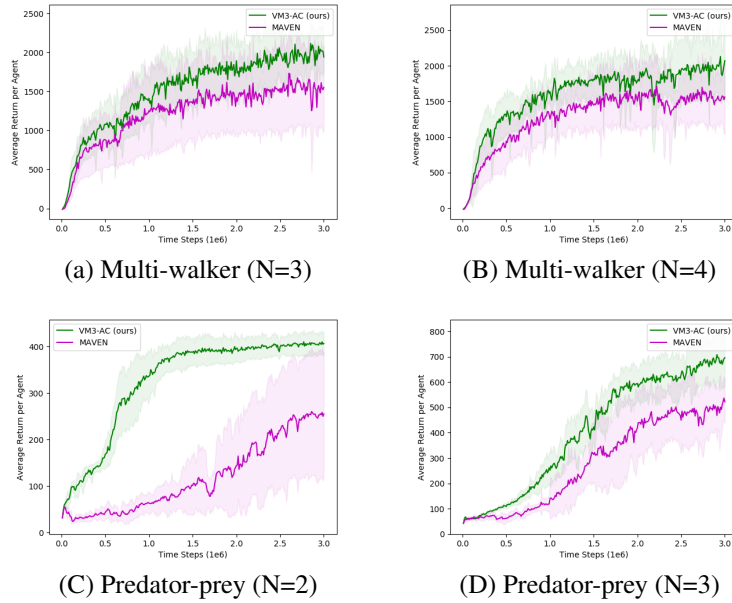 VM3-AC (ours)
MAVEN
2500
2000
1500
1000
500
0
Average Return per Agent
0.0 0.5 1.0 1.5 2.0 2.5 3.0
Time Steps (1e6)
(a) Multi-walker (N=3)
VM3-AC (ours)
MAVEN
2500
2000
1500
1000
500
0
Average Return per Agent
0.0 0.5 1.0 1.5 2.0 2.5 3.0
Time Steps (1e6)
(B) Multi-walker (N=4)
VM3-AC (ours)
MAVEN
400
300
200
100
0
Average Return per Agent
0.0 0.5 1.0 1.5 2.0 2.5 3.0
Time Steps (1e6)
(C) Predator-prey (N=2)
VM3-AC (ours)
MAVEN
800
700
600
500
400
300
200
100
0
Average Return per Agent
0.0 0.5 1.0 1.5 2.0 2.5 3.0
Time Steps (1e6)
(D) Predator-prey (N=3)